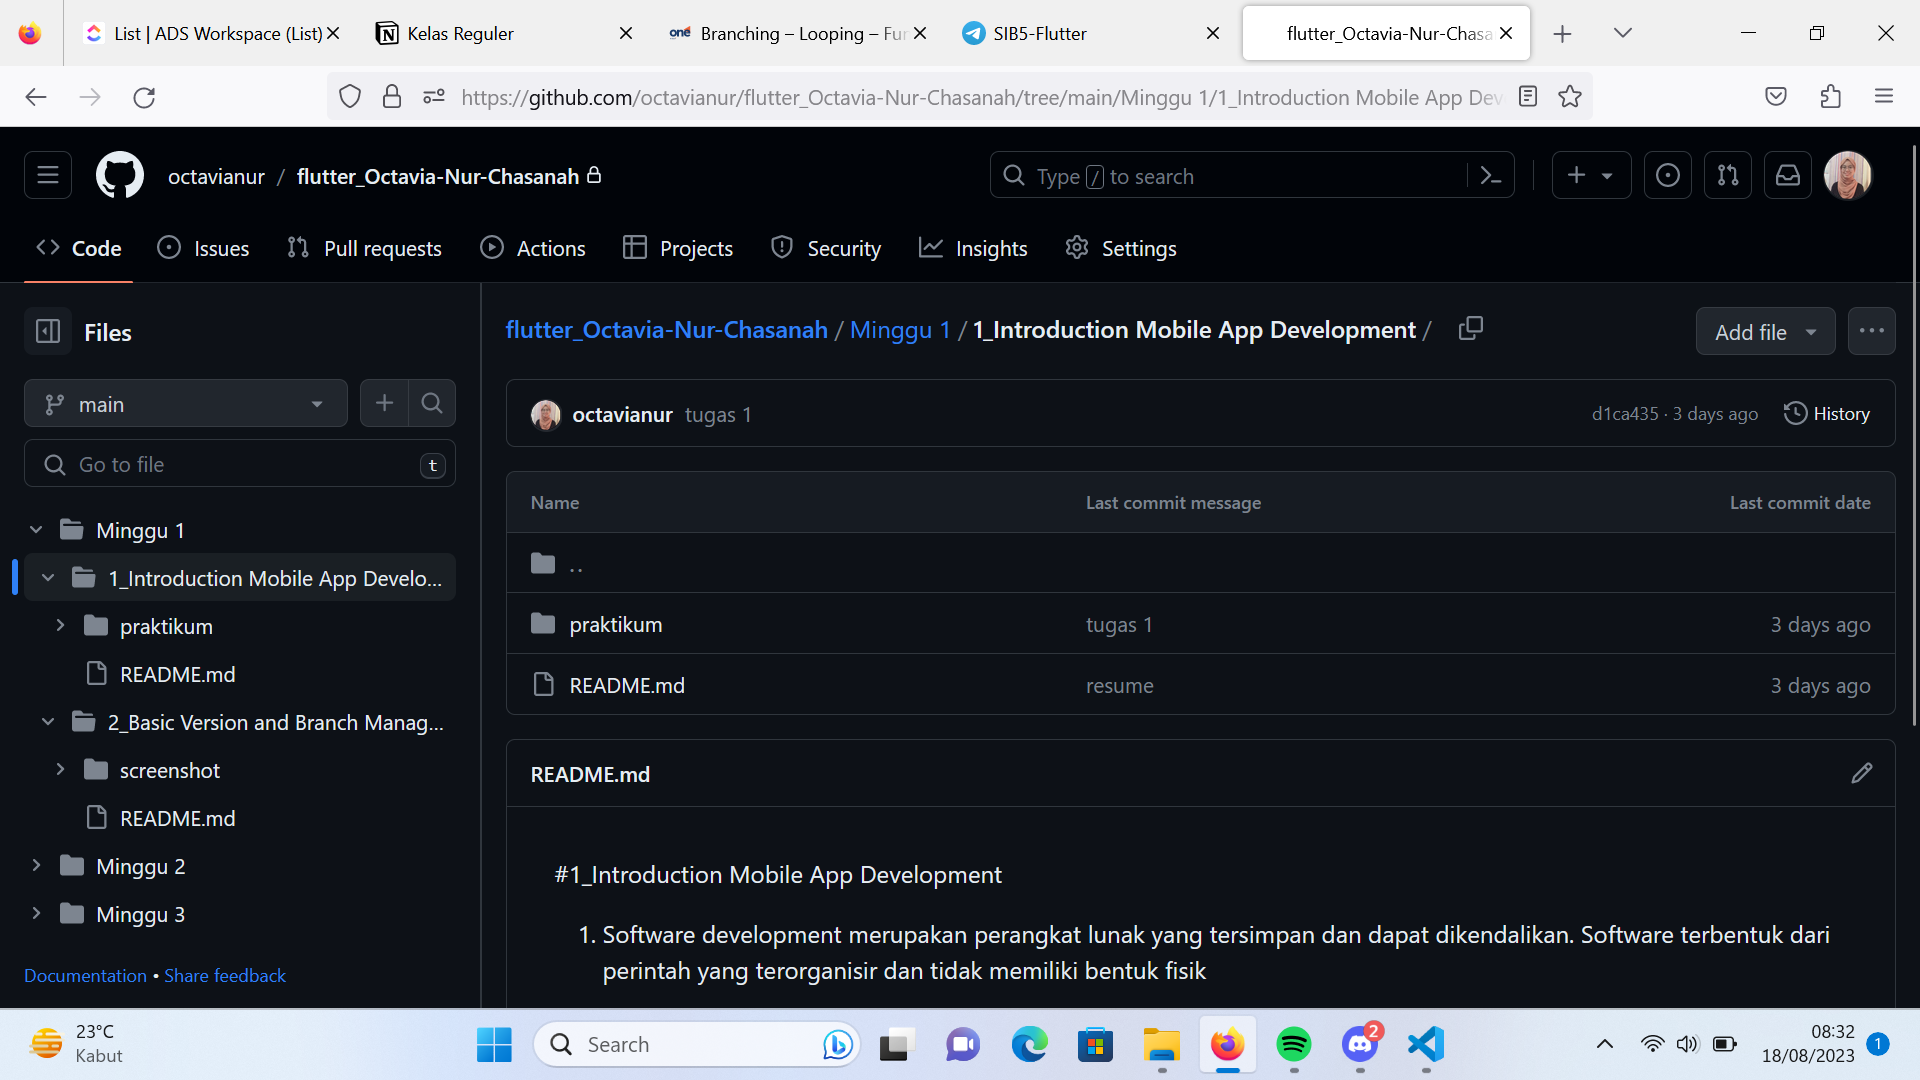 List | ADS Workspace (List)
Kelas Reguler
one Branching – Looping – Fur
SIB5-Flutter
flutter_Octavia-Nur-Chasa
https://github.com/octavianur/flutter_Octavia-Nur-Chasanah/tree/main/Minggu 1/1_Introduction Mobile App Dev
octavianur / flutter_Octavia-Nur-Chasanah
Type / to search
Code
Issues
Pull requests
Actions
Projects
Security
Insights
Settings
Files
main
Go to file
t
Minggu 1
1_Introduction Mobile App Develo...
praktikum
README.md
2_Basic Version and Branch Manag...
screenshot
README.md
Minggu 2
Minggu 3
Documentation • Share feedback
flutter_Octavia-Nur-Chasanah / Minggu 1 / 1_Introduction Mobile App Development /
Add file
octavianur tugas 1
d1ca435 · 3 days ago
History
Name Last commit message Last commit date
..
praktikum tugas 1 3 days ago
README.md resume 3 days ago
README.md
#1_Introduction Mobile App Development
1. Software development merupakan perangkat lunak yang tersimpan dan dapat dikendalikan. Software terbentuk dari
perintah yang terorganisir dan tidak memiliki bentuk fisik
23°C
Kabut
Search
2
08:32
18/08/2023
1